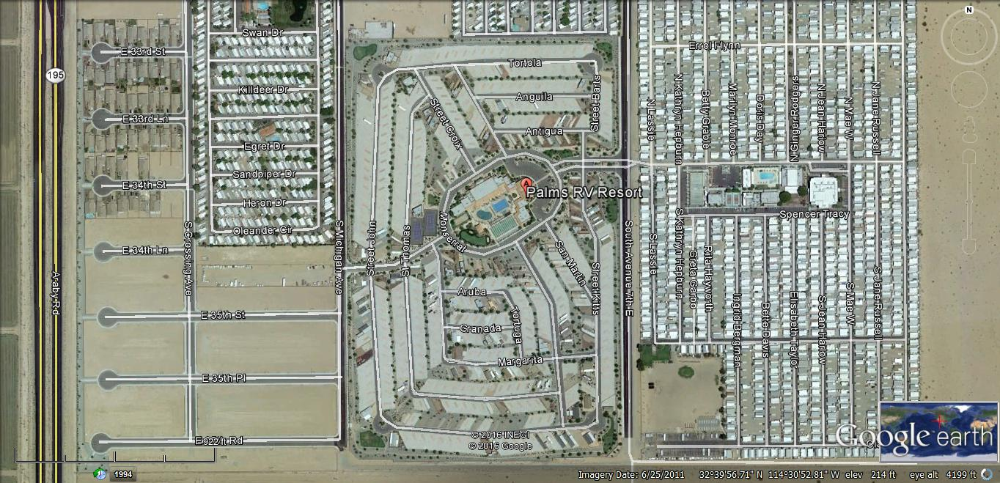 N
Swan Dr
Errol Flynn
E 33rd St
Tortola
195
Killdeer Dr
Anguila
Street Barts
Street Croix
N Lassie
N Kathryn Hepburn
Betty Grable
Marilyn Monroe
Doris Day
N Ginger Rodgers
N Jean Harlow
N Mae W
N Jane Russell
E 33rd Ln
Antigua
Egret Dr
Sandpiper Dr
E 34th St
A
Palms RV Resort
Heron Dr
Spencer Tracy
Oleander Cir
S Crossing Ave
S Michigan Ave
Street John
St Thomas
Monserrat
San Martin
Street Kitts
South Avenue 7th E
S Lassie
S Kathryn Hepburn
Greta Garbo
Rita Hayworth
E 34th Ln
Araby Rd
Aruba
Tortuga
Ingrid Bergman
Bette Davis
Elizabeth Taylor
S Jean Harlow
S Mae W
S Jane Russell
E 35th St
Granada
Margarita
E 35th Pl
922 ft
Rd
© 2016 INEGI
© 2016 Google
Google earth
1994
Imagery Date: 6/25/2011 32°39'56.71" N 114°30'52.81" W elev 214 ft eye alt 4199 ft